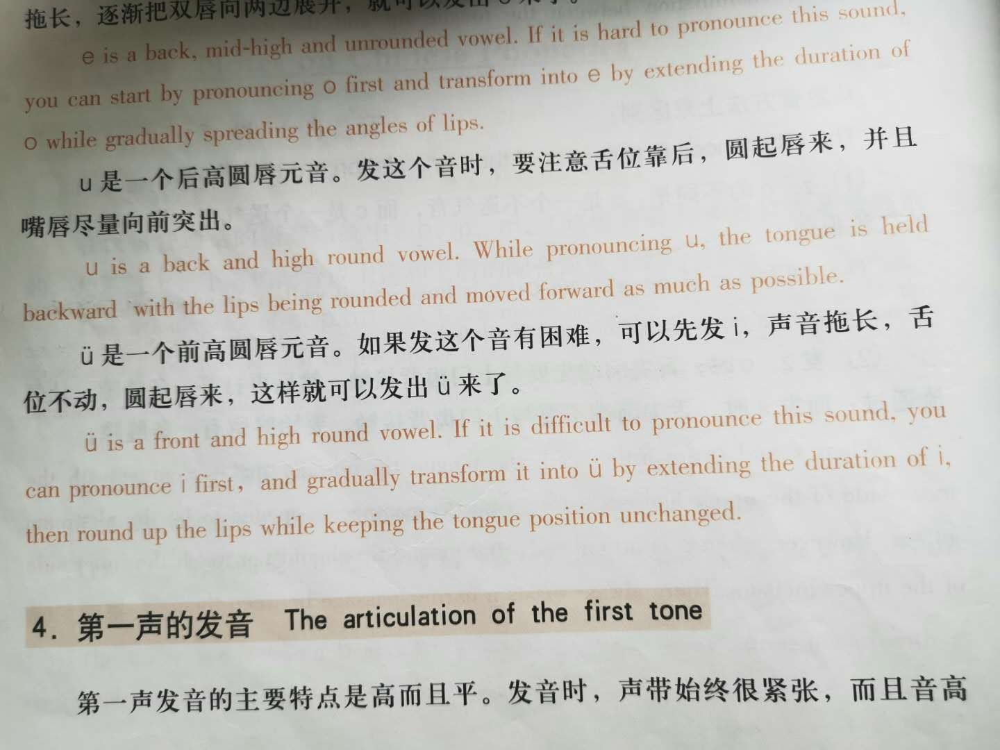 拖长，逐渐把双唇向两边展开，就可以发出e来了。
e is a back, mid-high and unrounded vowel. If it is hard to pronounce this sound,
you can start by pronouncing o first and transform into e by extending the duration of
o while gradually spreading the angles of lips.
u 是一个后高圆唇元音。发这个音时，要注意舌位靠后，圆起唇来，并且
嘴唇尽量向前突出。
u is a back and high round vowel. While pronouncing u, the tongue is held
backward with the lips being rounded and moved forward as much as possible.
ü 是一个前高圆唇元音。如果发这个音有困难，可以先发 i，声音拖长，舌
位不动，圆起唇来，这样就可以发出 ü 来了。
ü is a front and high round vowel. If it is difficult to pronounce this sound, you
can pronounce i first, and gradually transform it into ü by extending the duration of i,
then round up the lips while keeping the tongue position unchanged.
4. 第一声的发音 The articulation of the first tone
第一声发音的主要特点是高而且平。发音时，声带始终很紧张，而且音高